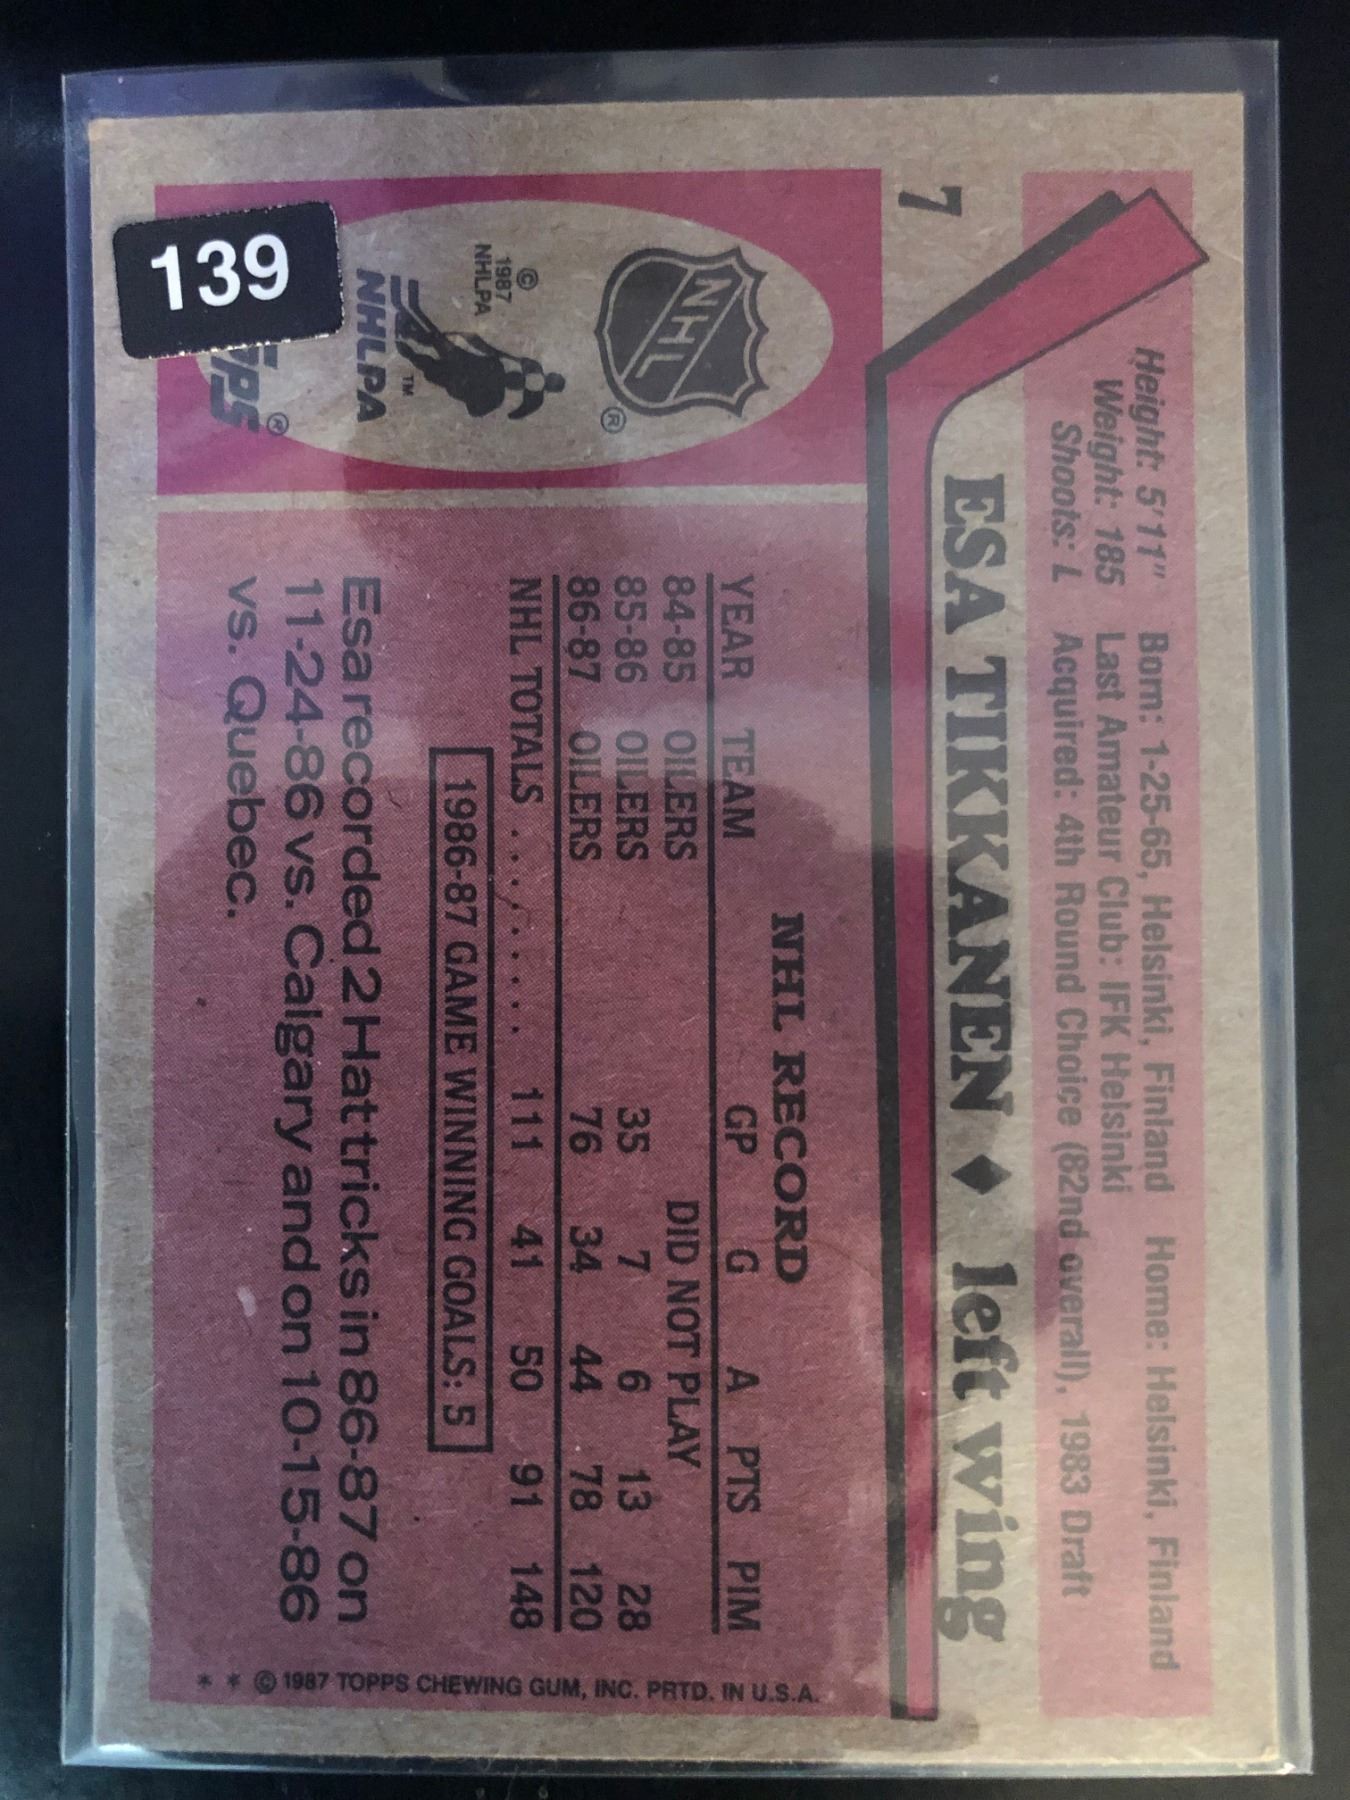 139
7
Height: 5'11" Born: 1-25-65, Helsinki, Finland Home: Helsinki, Finland
Weight: 185 Last Amateur Club: IFK Helsinki
Shoots: L Acquired: 4th Round Choice (82nd overall), 1983 Draft
ESA TIKKANEN ♦ left wing
NHL ®
© 1987
NHLPA
TM
NHLPA
®
NHL RECORD
YEAR TEAM GP G A PTS PIM
84-85 OILERS DID NOT PLAY
85-86 OILERS 35 7 6 13 28
86-87 OILERS 76 34 44 78 120
NHL TOTALS . . . . . . . . 111 41 50 91 148
1986-87 GAME WINNING GOALS: 5
Esa recorded 2 Hat tricks in 86-87 on
11-24-86 vs. Calgary and on 10-15-86
vs. Quebec.
* * © 1987 TOPPS CHEWING GUM, INC. PRTD. IN U.S.A.